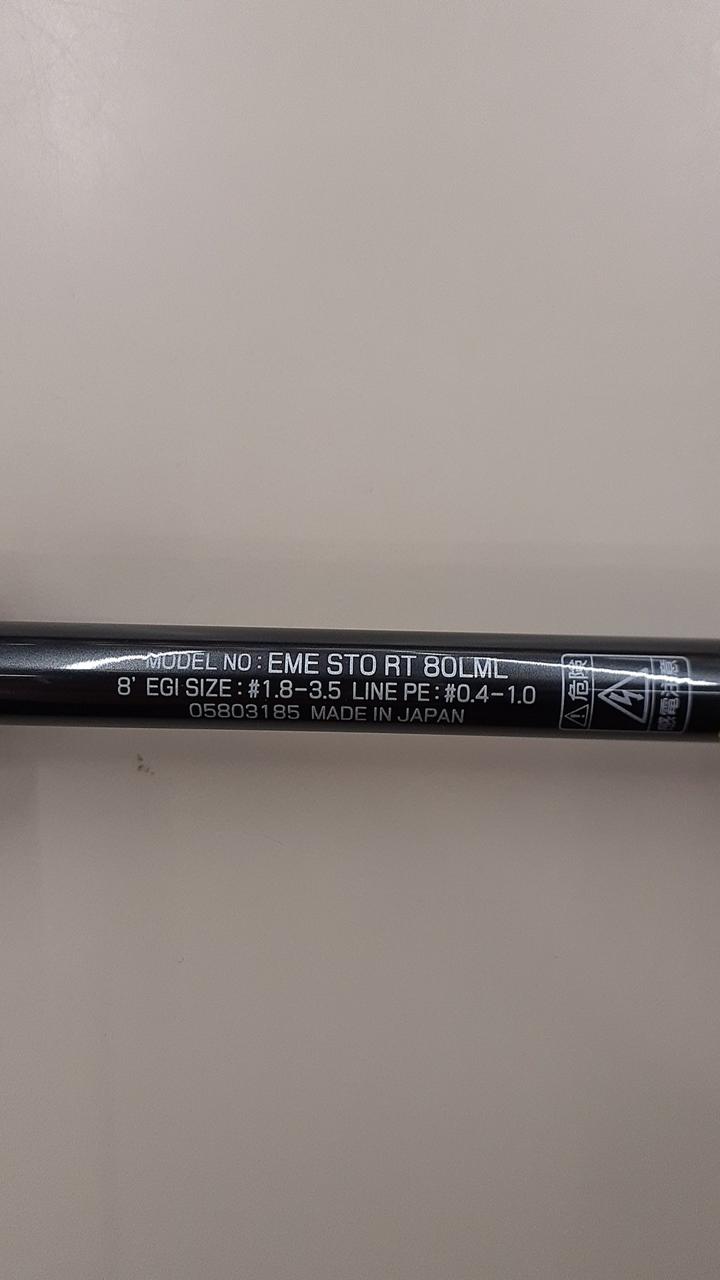 MODEL NO : EME STO RT 80LML
8' EGI SIZE : #1.8-3.5 LINE PE : #0.4-1.0
05803185 MADE IN JAPAN
危険
感電注意